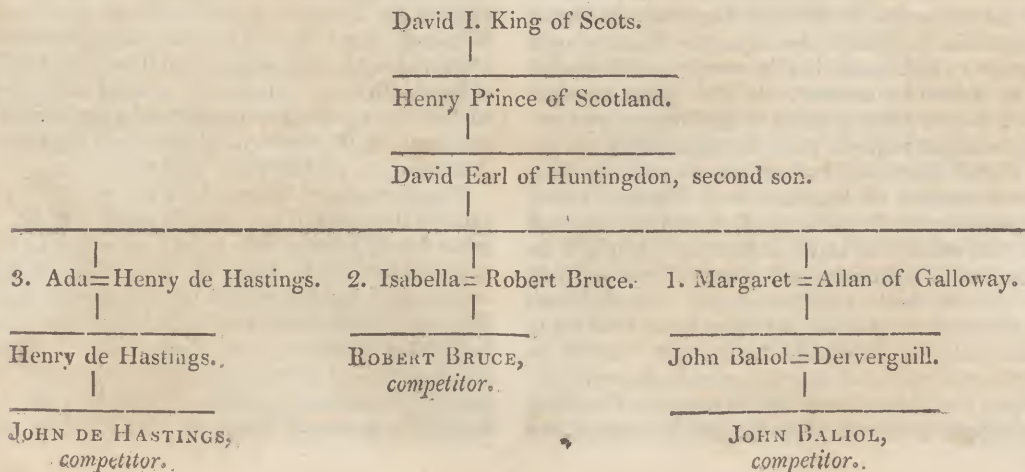 David I. King of Scots.
Henry Prince of Scotland.
David Earl of Huntingdon, second son.
3. Ada=Henry de Hastings. 2. Isabella=Robert Bruce. 1. Margaret=Allan of Galloway.
Henry de Hastings. ROBERT BRUCE, John Baliol=Derverguill.
competitor.
JOHN DE HASTINGS, JOHN BALIOL,
competitor. competitor.